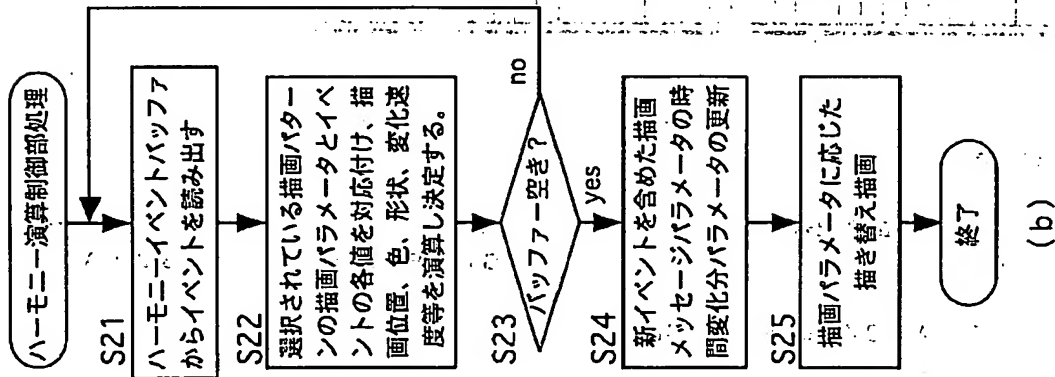 ハーモニー演算制御部処理
S21
ハーモニーイベントバッファ
からイベントを読み出す
S22
選択されている描画パター
ンの描画パラメータとイベ
ントの各値を対応付け、描
画位置、色、形状、変化速
度等を演算し決定する。
S23
バッファー空き？
no
yes
S24
新イベントを含めた描画
メッセージパラメータの時
間変化分パラメータの更新
S25
描画パラメータに応じた
描き替え描画
終了
(b)